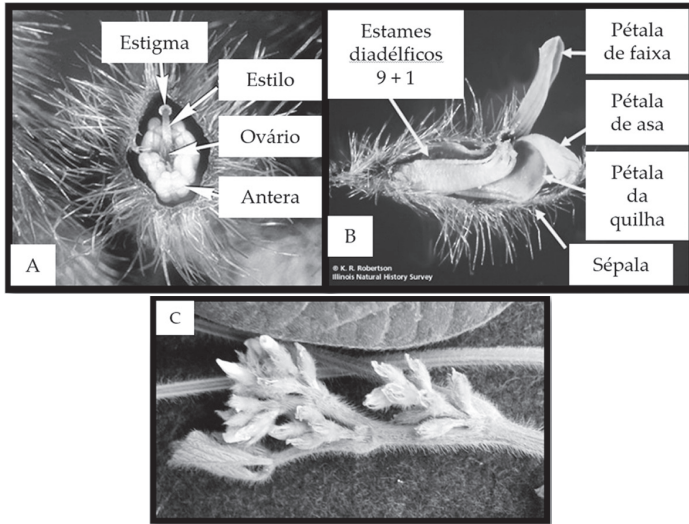 Estigma
Estilo
Ovário
Antera
A
Estames
diadélficos
9 + 1
Pétala
de faixa
Pétala
de asa
Pétala
da
quilha
Sépala
B
© K. R. Robertson
Illinois Natural History Survey
C